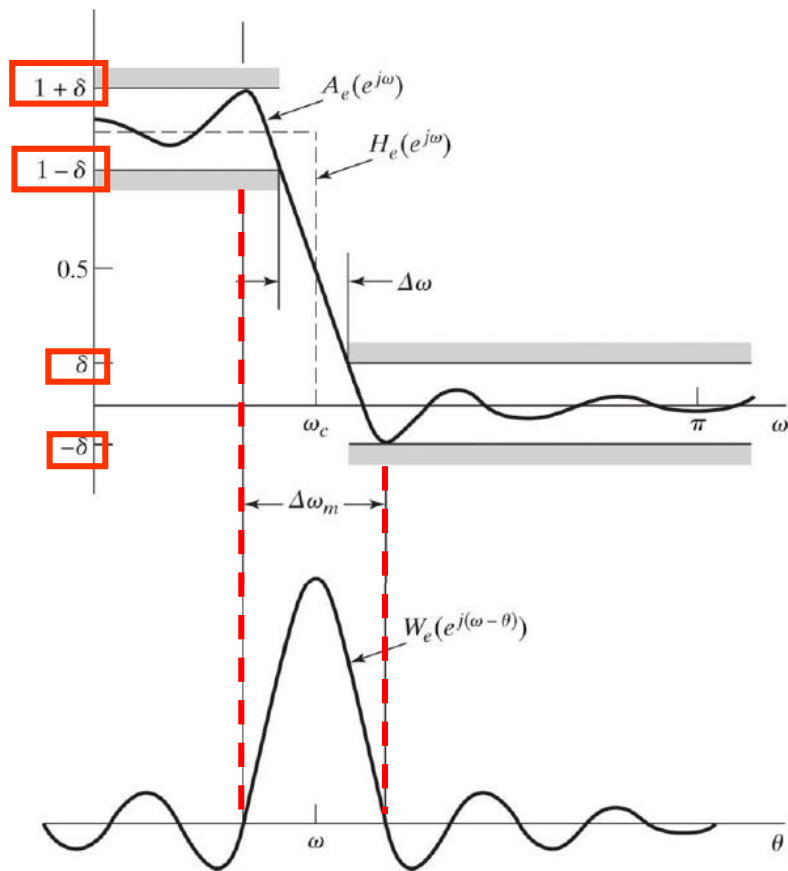 1 + δ
A_e(e^{jω})
H_e(e^{jω})
1 − δ
0.5
Δω
δ
ω_c
π
ω
−δ
Δω_m
W_e(e^{j(ω − θ)})
ω
θ